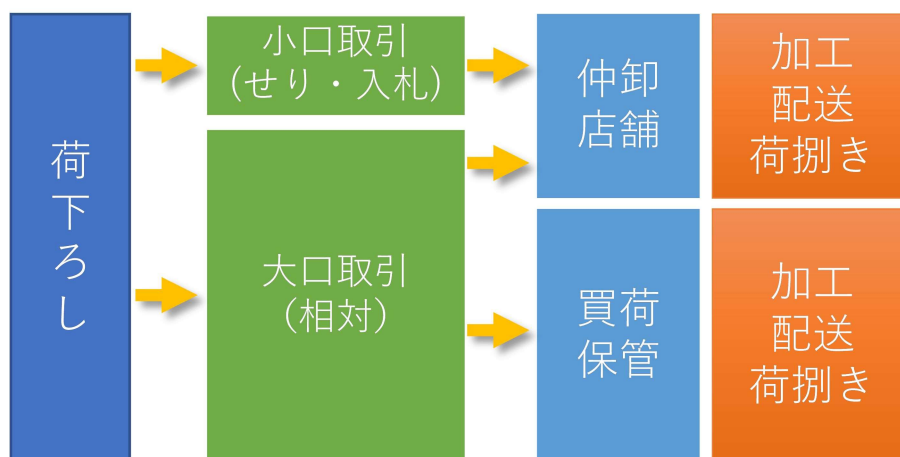 荷下ろし
小口取引
(せり・入札)
大口取引
(相対)
仲卸
店舗
買荷
保管
加工
配送
荷捌き
加工
配送
荷捌き